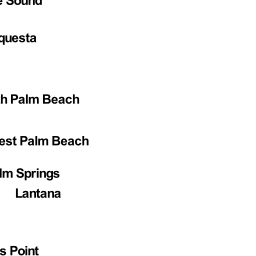 e Sound
questa
h Palm Beach
est Palm Beach
lm Springs
Lantana
s Point